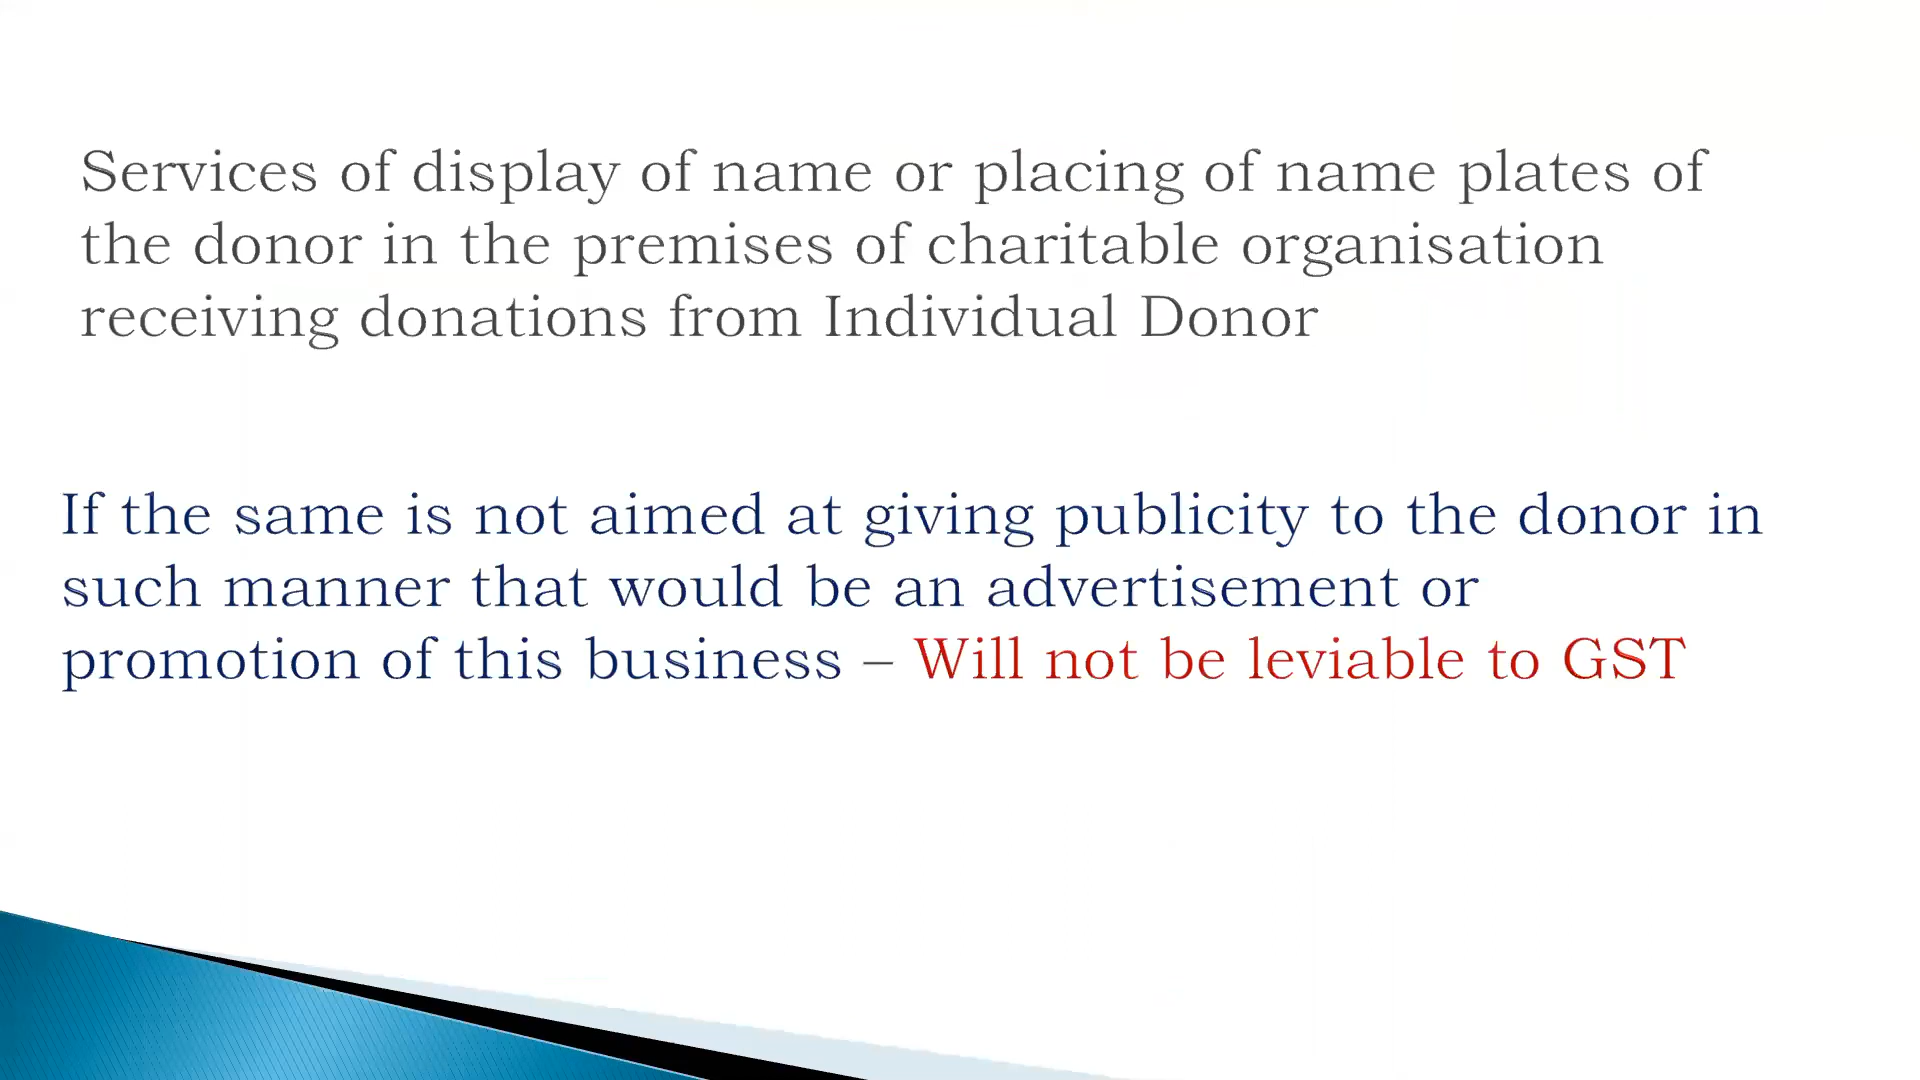 Services of display of name or placing of name plates of
the donor in the premises of charitable organisation
receiving donations from Individual Donor
If the same is not aimed at giving publicity to the donor in
such manner that would be an advertisement or
promotion of this business – Will not be leviable to GST